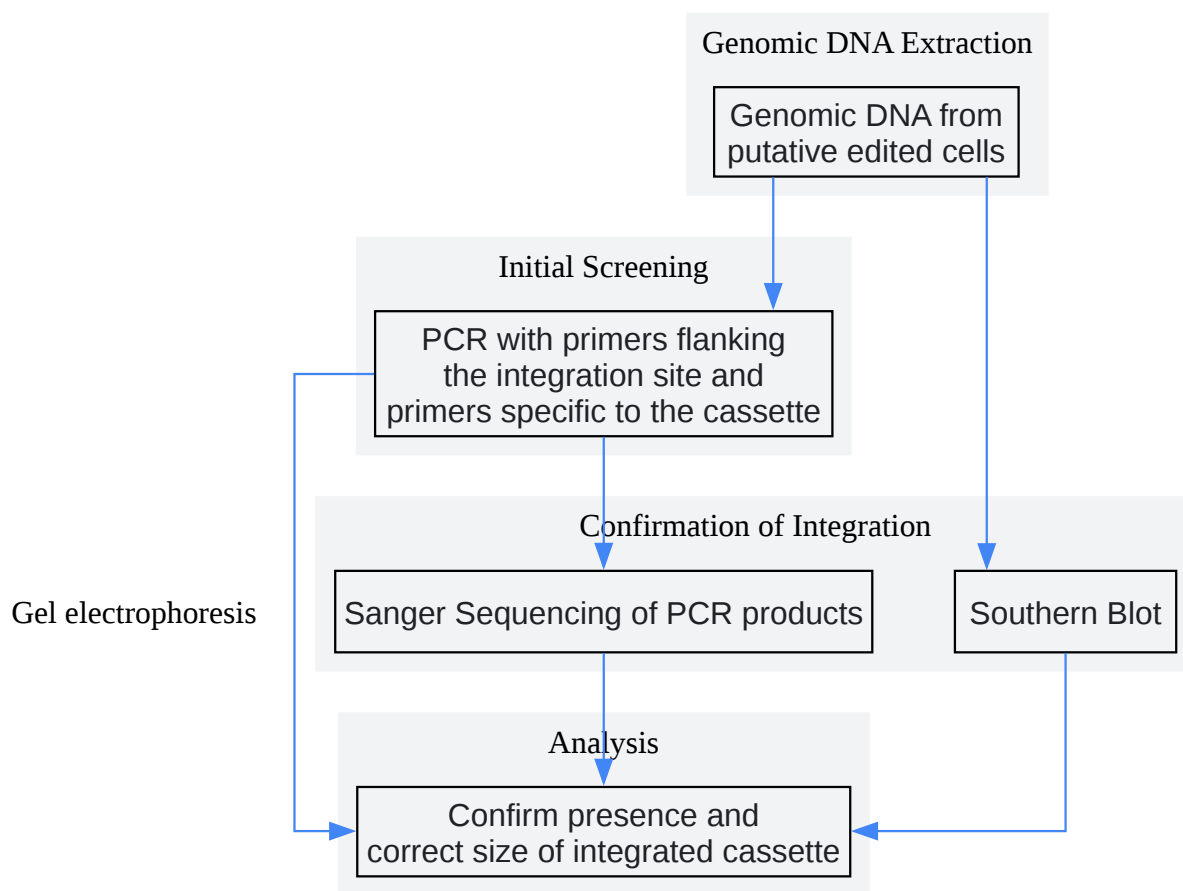 Genomic DNA Extraction
Genomic DNA from
putative edited cells
Initial Screening
PCR with primers flanking
the integration site and
primers specific to the cassette
Confirmation of Integration
Gel electrophoresis
Sanger Sequencing of PCR products
Southern Blot
Analysis
Confirm presence and
correct size of integrated cassette